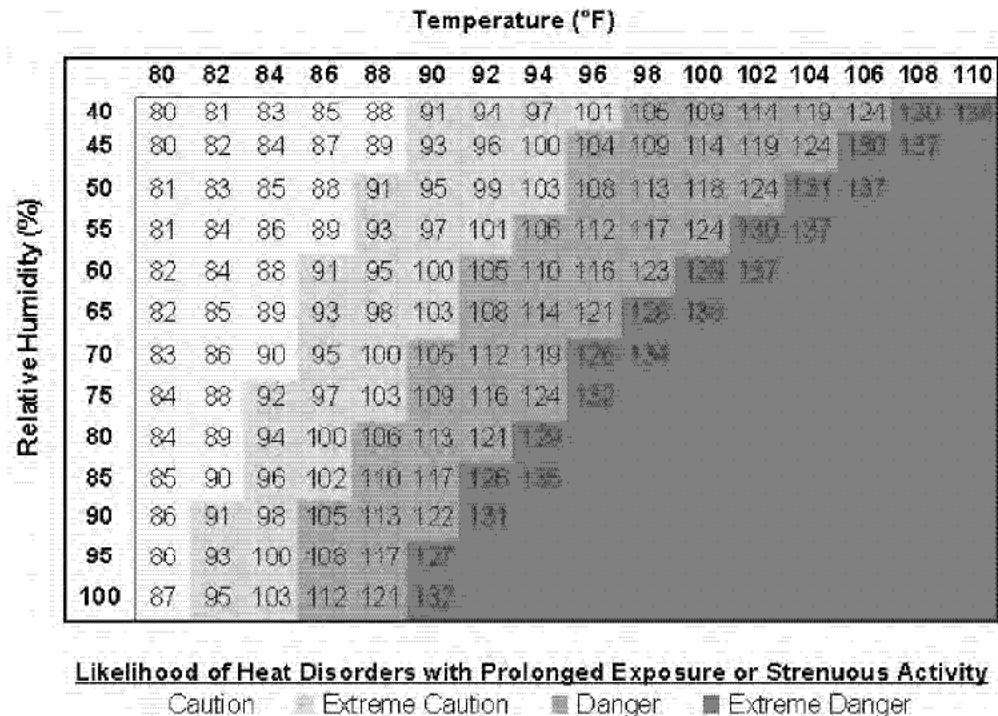 Temperature (°F)
80 82 84 86 88 90 92 94 96 98 100 102 104 106 108 110
Relative Humidity (%)
40 80 81 83 85 88 91 94 97 101 105 109 114 119 124 130
45 80 82 84 87 89 93 96 100 104 109 114 119 124 130 137
50 81 83 85 88 91 95 99 103 108 113 118 124 131 137
55 81 84 86 89 93 97 101 106 112 117 124 130 137
60 82 84 88 91 95 100 105 110 116 123 129 137
65 82 85 89 93 98 103 108 114 121 128
70 83 86 90 95 100 105 112 119 126 134
75 84 88 92 97 103 109 116 124 132
80 84 89 94 100 106 113 121 129
85 85 90 96 102 110 117 126 135
90 86 91 98 105 113 122 131
95 86 93 100 108 117 127
100 87 95 103 112 121 132
Likelihood of Heat Disorders with Prolonged Exposure or Strenuous Activity
Caution Extreme Caution Danger Extreme Danger